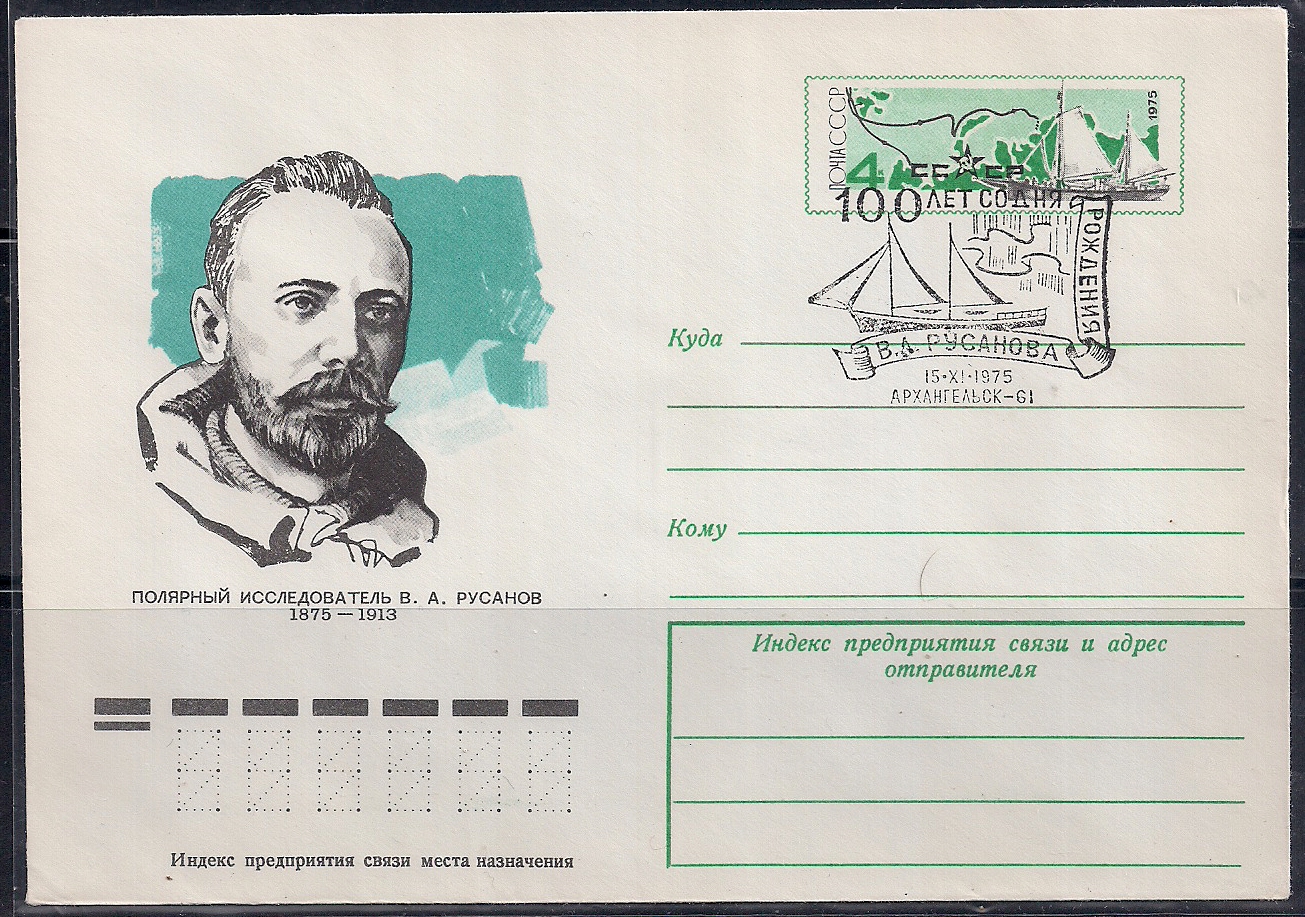 ПОЧТА СССР
4к
1975
СССР
100 ЛЕТ СО ДНЯ
РОЖДЕНИЯ
В.А. РУСАНОВА
15·XI·1975
АРХАНГЕЛЬСК-61
Куда
Кому
ПОЛЯРНЫЙ ИССЛЕДОВАТЕЛЬ В. А. РУСАНОВ
1875 — 1913
Индекс предприятия связи и адрес
отправителя
Индекс предприятия связи места назначения